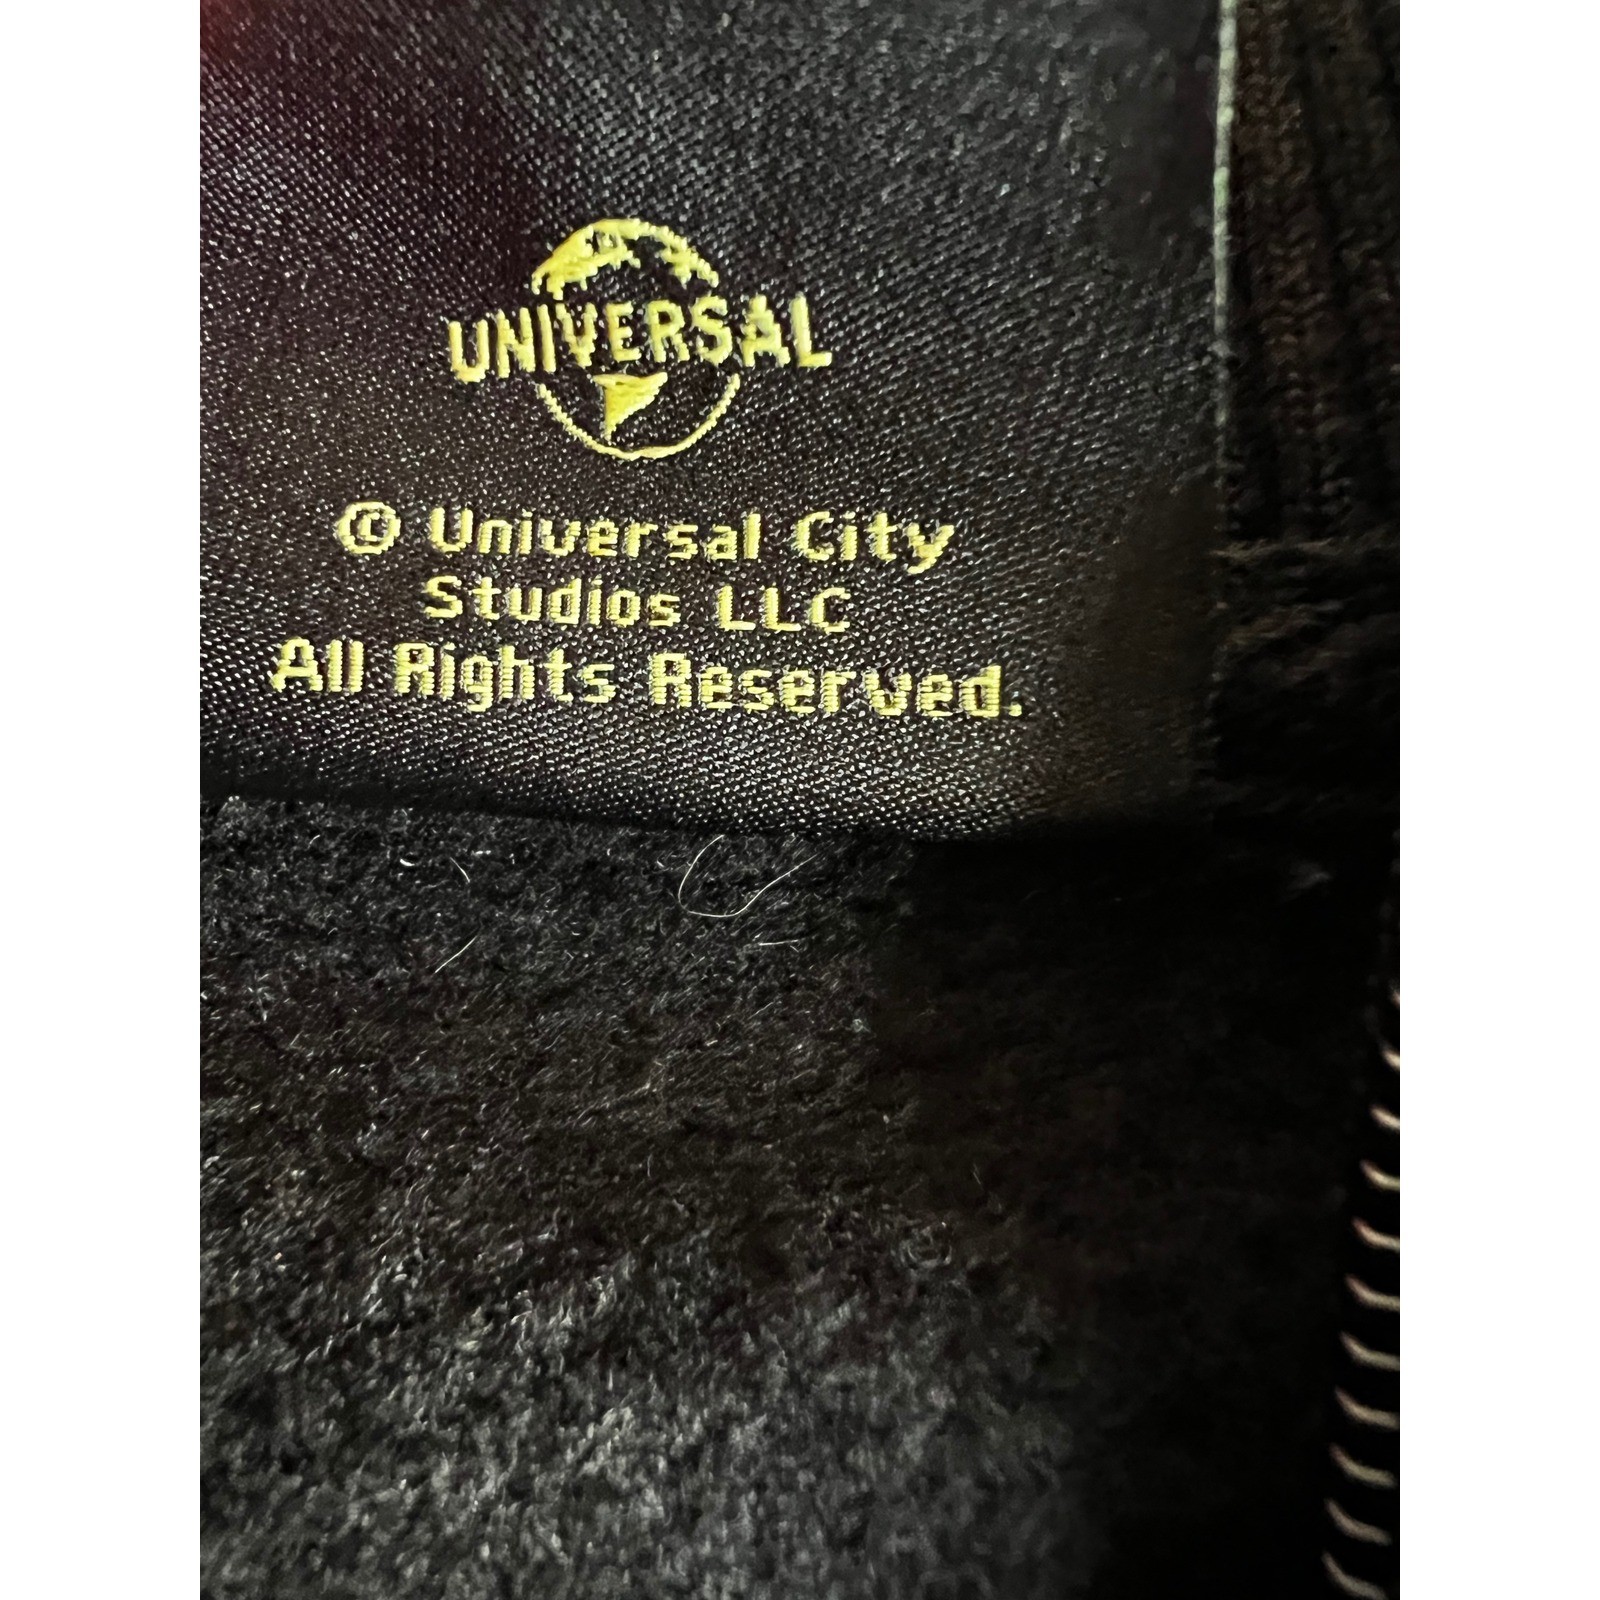 UNIVERSAL
© Universal City
Studios LLC
All Rights Reserved.